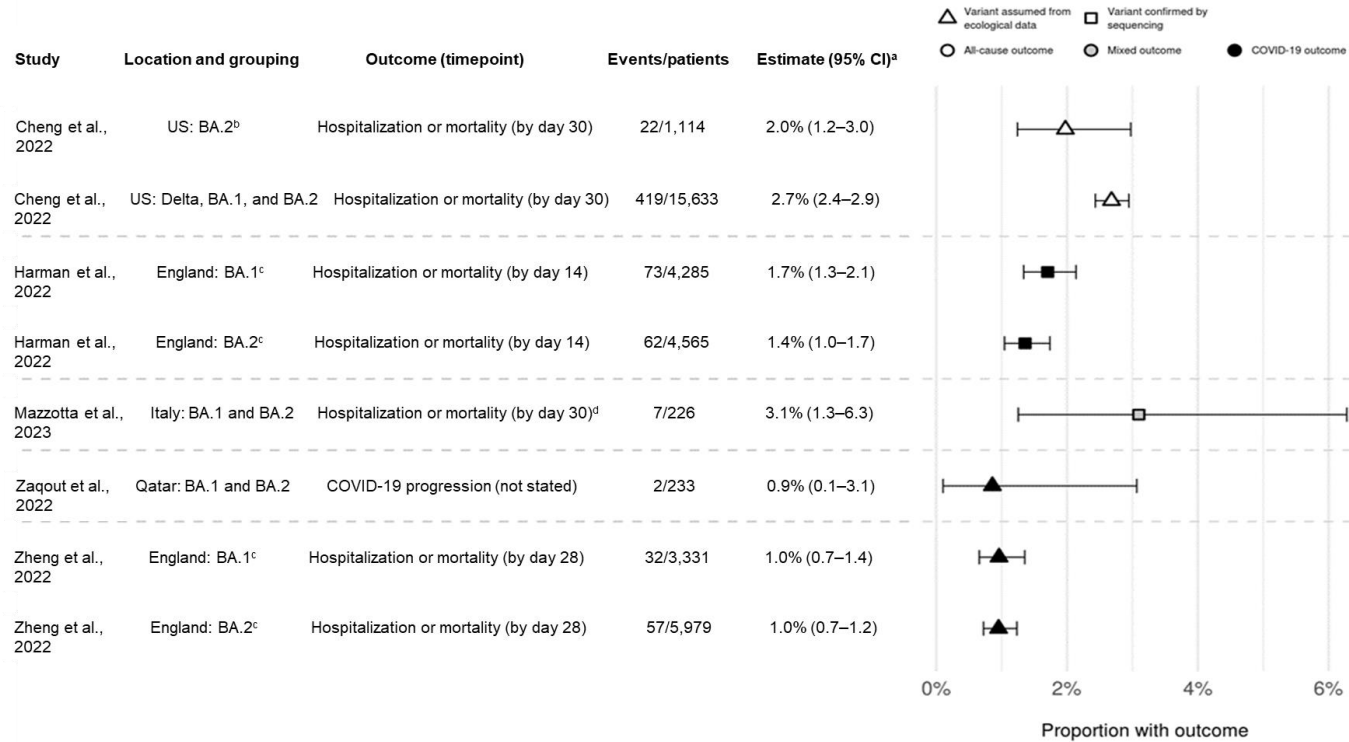 Variant assumed from
ecological data
Variant confirmed by
sequencing
All-cause outcome
Mixed outcome
COVID-19 outcome
Study Location and grouping Outcome (timepoint) Events/patients Estimate (95% CI)ᵃ
Cheng et al., US: BA.2ᵇ Hospitalization or mortality (by day 30) 22/1,114 2.0% (1.2–3.0)
2022
Cheng et al., US: Delta, BA.1, and BA.2 Hospitalization or mortality (by day 30) 419/15,633 2.7% (2.4–2.9)
2022
Harman et al., England: BA.1ᶜ Hospitalization or mortality (by day 14) 73/4,285 1.7% (1.3–2.1)
2022
Harman et al., England: BA.2ᶜ Hospitalization or mortality (by day 14) 62/4,565 1.4% (1.0–1.7)
2022
Mazzotta et al., Italy: BA.1 and BA.2 Hospitalization or mortality (by day 30)ᵈ 7/226 3.1% (1.3–6.3)
2023
Zaqout et al., Qatar: BA.1 and BA.2 COVID-19 progression (not stated) 2/233 0.9% (0.1–3.1)
2022
Zheng et al., England: BA.1ᶜ Hospitalization or mortality (by day 28) 32/3,331 1.0% (0.7–1.4)
2022
Zheng et al., England: BA.2ᶜ Hospitalization or mortality (by day 28) 57/5,979 1.0% (0.7–1.2)
2022
0% 2% 4% 6%
Proportion with outcome